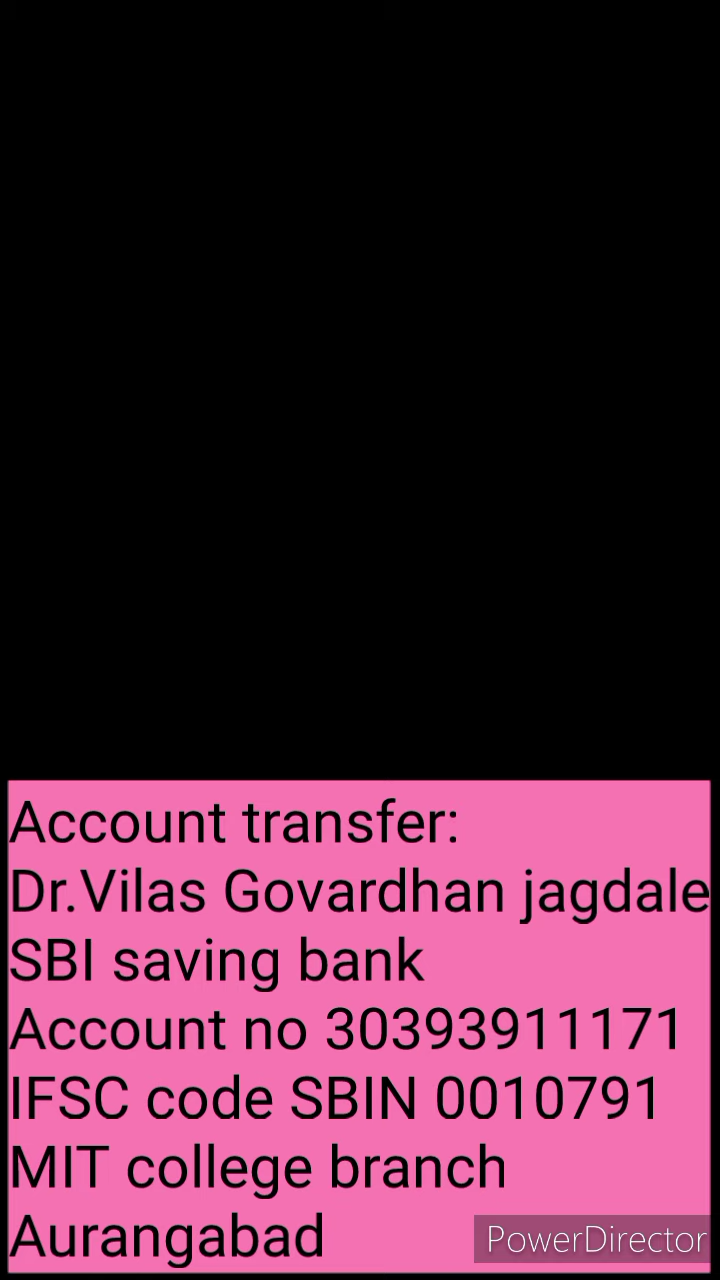 Account transfer:
Dr.Vilas Govardhan jagdale
SBI saving bank
Account no 30393911171
IFSC code SBIN 0010791
MIT college branch
Aurangabad
PowerDirector